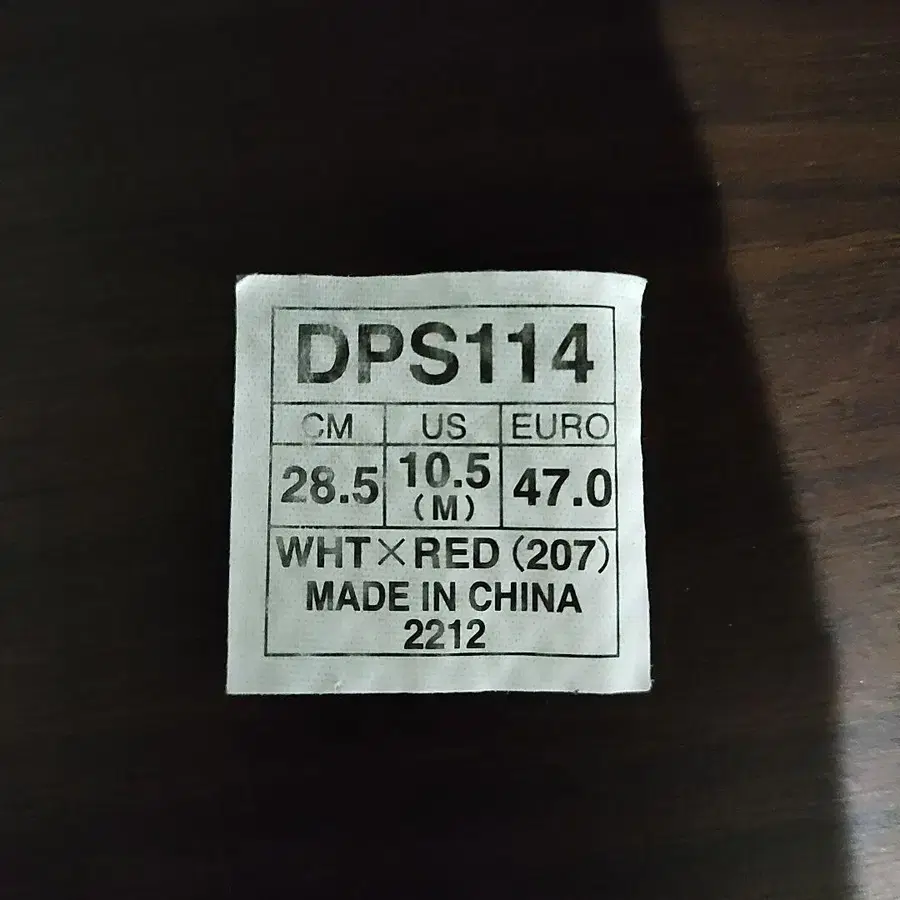 DPS114
CM US EURO
28.5 10.5 (M) 47.0
WHT×RED (207)
MADE IN CHINA
2212